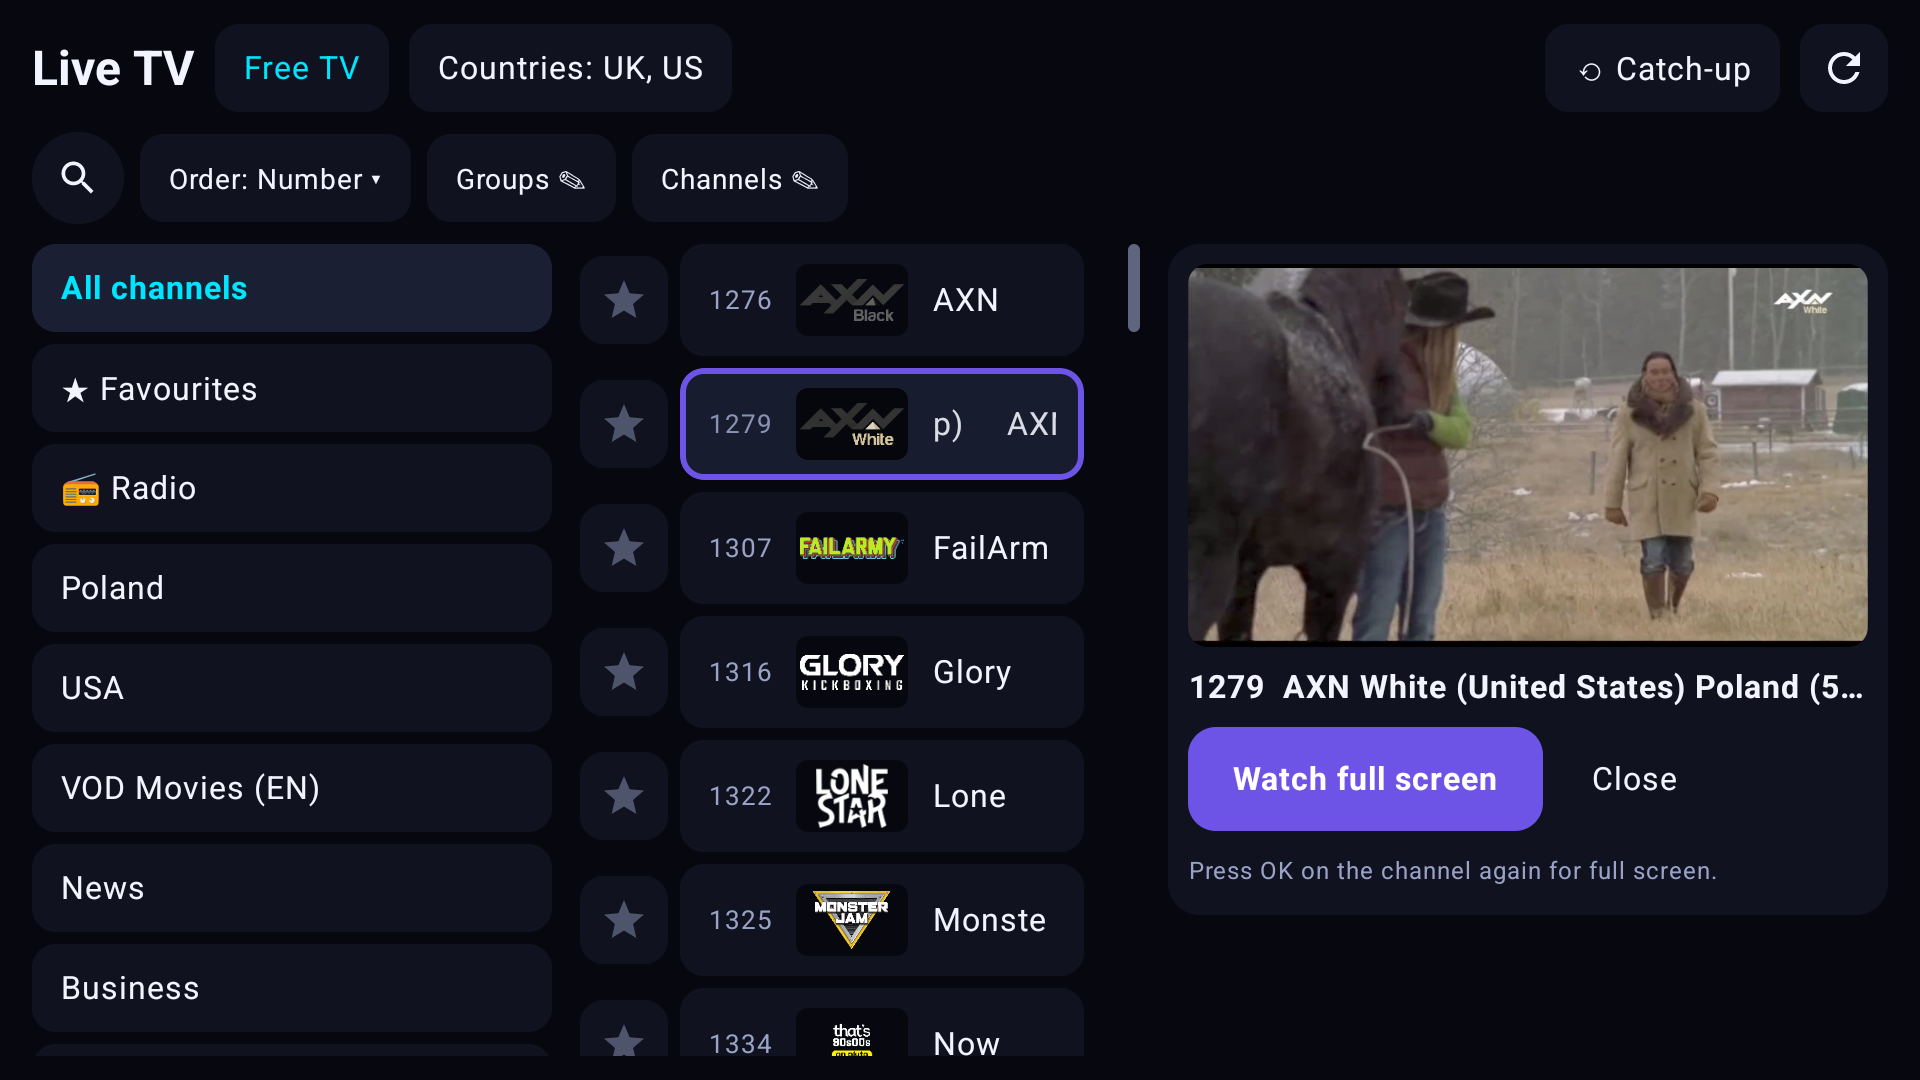 Live TV
Free TV
Countries: UK, US
Catch-up
Order: Number ▾
Groups ✎
Channels ✎
All channels
★ Favourites
📻 Radio
Poland
USA
VOD Movies (EN)
News
Business
1276 AXN Black AXN
1279 AXN White p) AXI
1307 FAILARMY FailArm
1316 GLORY KICKBOXING Glory
1322 LONE STAR Lone
1325 MONSTER JAM Monste
1334 that's 90s00s Now
AXN White
1279 AXN White (United States) Poland (5…
Watch full screen
Close
Press OK on the channel again for full screen.